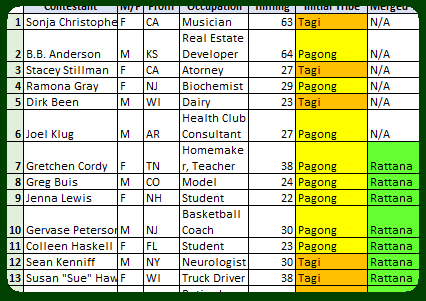 Contestant M/F From Occupation Initial Tribe Merged
1 Sonja Christophe F CA Musician 63 Tagi N/A
Real Estate
2 B.B. Anderson M KS Developer 64 Pagong N/A
3 Stacey Stillman F CA Atorney 27 Tagi N/A
4 Ramona Gray F NJ Biochemist 29 Pagong N/A
5 Dirk Been M WI Dairy 23 Tagi N/A
Health Club
6 Joel Klug M AR Consultant 27 Pagong N/A
Homemake
7 Gretchen Cordy F TN r, Teacher 38 Pagong Rattana
8 Greg Buis M CO Model 24 Pagong Rattana
9 Jenna Lewis F NH Student 22 Pagong Rattana
Basketball
10 Gervase Peterson M NJ Coach 30 Pagong Rattana
11 Colleen Haskell F FL Student 23 Pagong Rattana
12 Sean Kenniff M NY Neurologist 30 Tagi Rattana
13 Susan "Sue" Haw F WI Truck Driver 38 Tagi Rattana